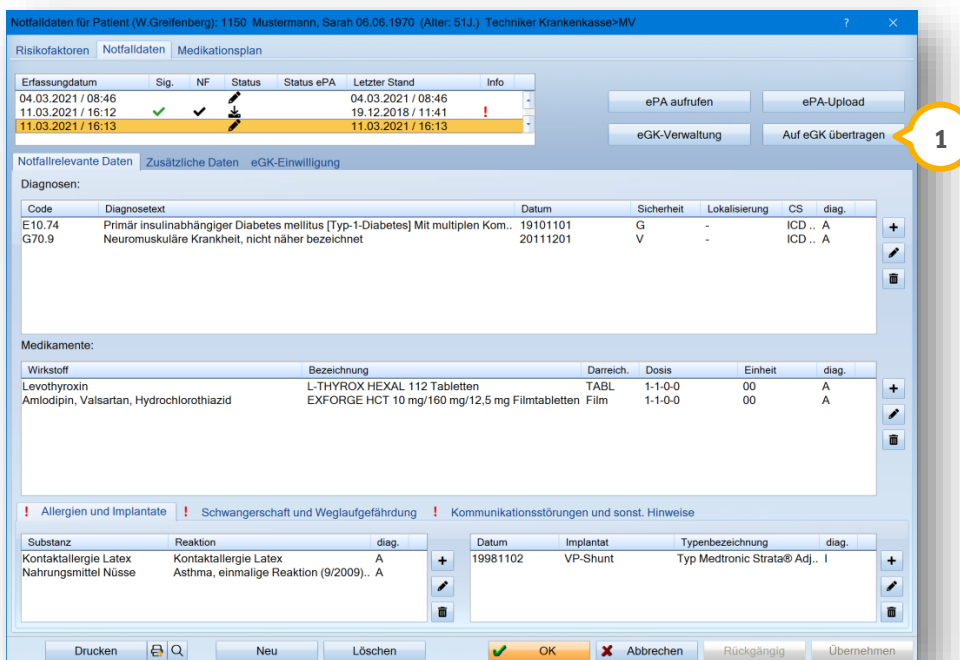 Notfalldaten für Patient (W.Greifenberg): 1150 Mustermann, Sarah 06.06.1970 (Alter: 51J.) Techniker Krankenkasse>MV ? ×
Risikofaktoren Notfalldaten Medikationsplan
Erfassungdatum Sig. NF Status Status ePA Letzter Stand Info
04.03.2021 / 08:46 04.03.2021 / 08:46
11.03.2021 / 16:12 19.12.2018 / 11:41 !
11.03.2021 / 16:13 11.03.2021 / 16:13
ePA aufrufen ePA-Upload
eGK-Verwaltung Auf eGK übertragen 1
Notfallrelevante Daten Zusätzliche Daten eGK-Einwilligung
Diagnosen:
Code Diagnosetext Datum Sicherheit Lokalisierung CS diag.
E10.74 Primär insulinabhängiger Diabetes mellitus [Typ-1-Diabetes] Mit multiplen Kom.. 19101101 G - ICD .. A
G70.9 Neuromuskuläre Krankheit, nicht näher bezeichnet 20111201 V - ICD .. A
Medikamente:
Wirkstoff Bezeichnung Darreich. Dosis Einheit diag.
Levothyroxin L-THYROX HEXAL 112 Tabletten TABL 1-1-0-0 00 A
Amlodipin, Valsartan, Hydrochlorothiazid EXFORGE HCT 10 mg/160 mg/12,5 mg Filmtabletten Film 1-1-0-0 00 A
! Allergien und Implantate ! Schwangerschaft und Weglaufgefährdung ! Kommunikationsstörungen und sonst. Hinweise
Substanz Reaktion diag.
Kontaktallergie Latex Kontaktallergie Latex A
Nahrungsmittel Nüsse Asthma, einmalige Reaktion (9/2009).. A
Datum Implantat Typenbezeichnung diag.
19981102 VP-Shunt Typ Medtronic Strata® Adj.. I
Drucken Neu Löschen OK Abbrechen Rückgängig Übernehmen